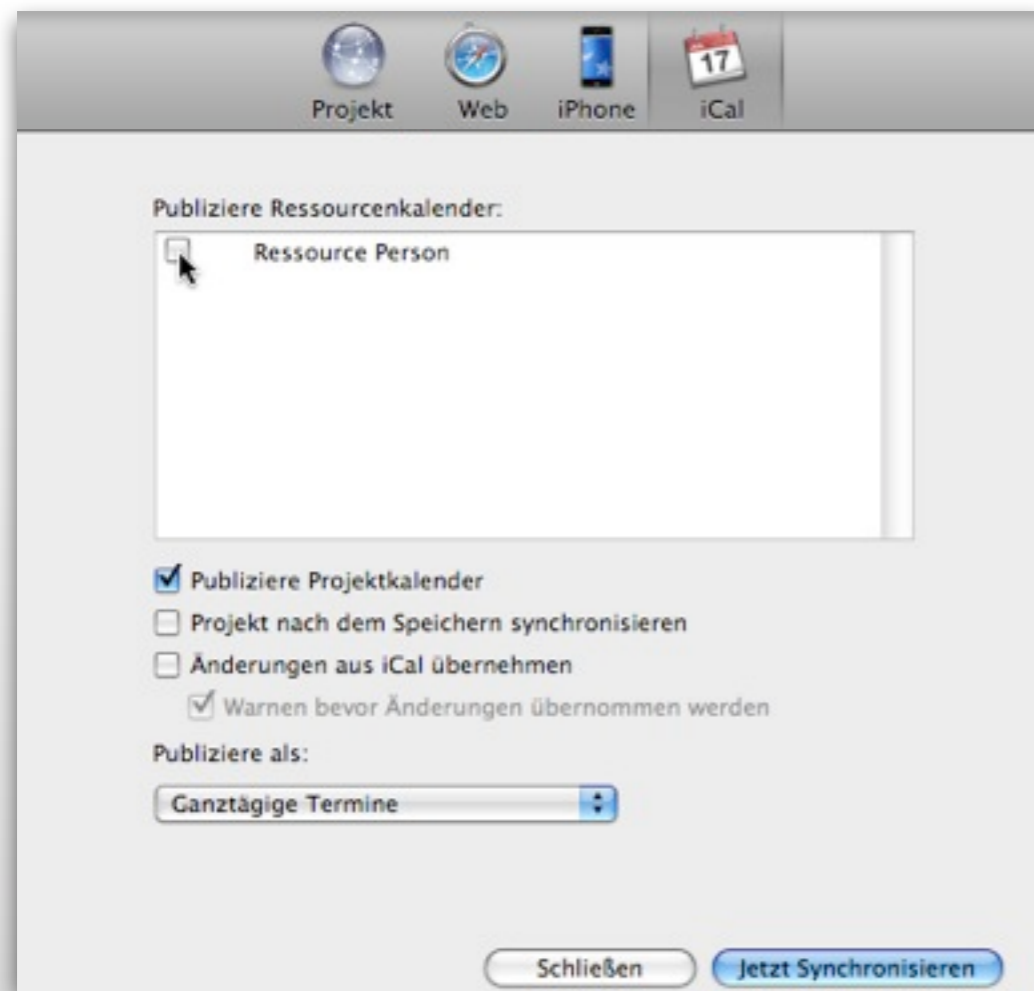 Projekt Web iPhone iCal
17
Publiziere Ressourcenkalender:
Ressource Person
Publiziere Projektkalender
Projekt nach dem Speichern synchronisieren
Änderungen aus iCal übernehmen
Warnen bevor Änderungen übernommen werden
Publiziere als:
Ganztägige Termine
Schließen Jetzt Synchronisieren